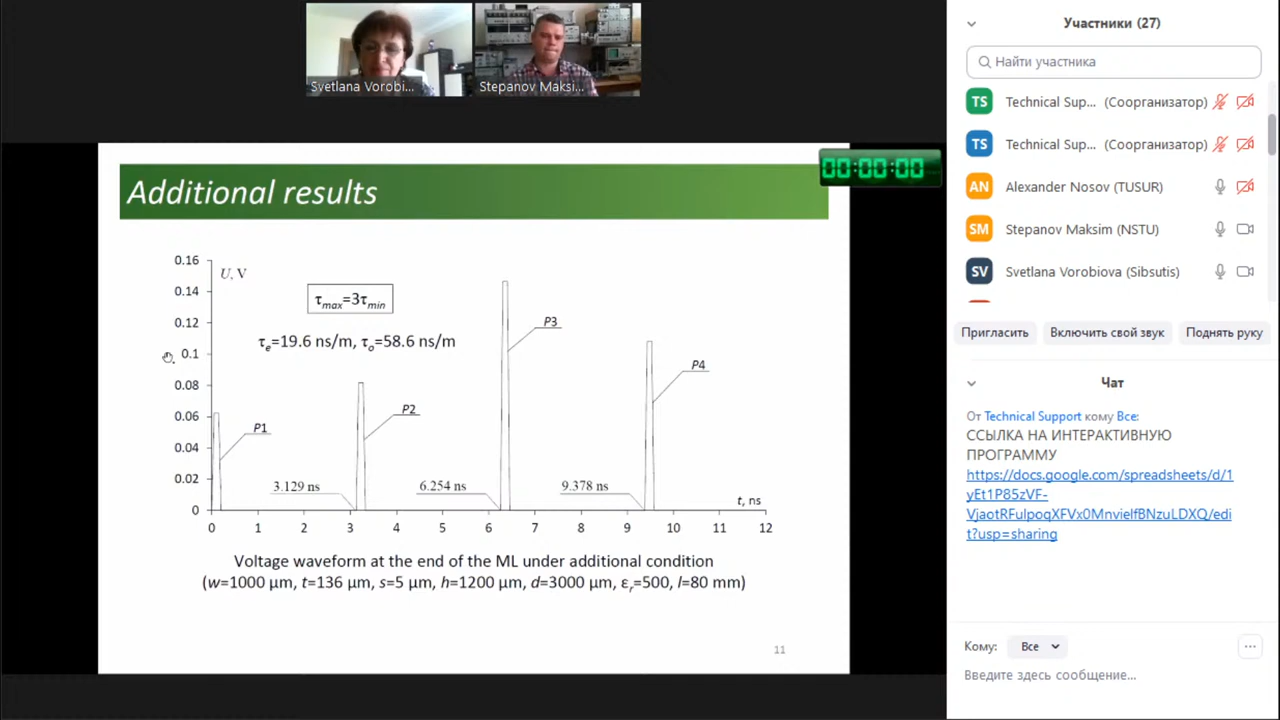 Svetlana Vorobi...
Stepanov Maksi...
Additional results
00:00:00
U, V
0.16
0.14
0.12
0.1
0.08
0.06
0.04
0.02
0
τmax=3τmin
τe=19.6 ns/m, τo=58.6 ns/m
P1
P2
P3
P4
3.129 ns
6.254 ns
9.378 ns
t, ns
0 1 2 3 4 5 6 7 8 9 10 11 12
Voltage waveform at the end of the ML under additional condition
(w=1000 µm, t=136 µm, s=5 µm, h=1200 µm, d=3000 µm, εr=500, l=80 mm)
11
Участники (27)
Найти участника
TS Technical Sup... (Соорганизатор)
TS Technical Sup... (Соорганизатор)
AN Alexander Nosov (TUSUR)
SM Stepanov Maksim (NSTU)
SV Svetlana Vorobiova (Sibsutis)
Пригласить Включить свой звук Поднять руку
Чат
От Technical Support кому Все:
ССЫЛКА НА ИНТЕРАКТИВНУЮ
ПРОГРАММУ
https://docs.google.com/spreadsheets/d/1
yEt1P85zVF-
VjaotRFulpoqXFVx0MnvielfBNzuLDXQ/edi
t?usp=sharing
Кому: Все
Введите здесь сообщение...